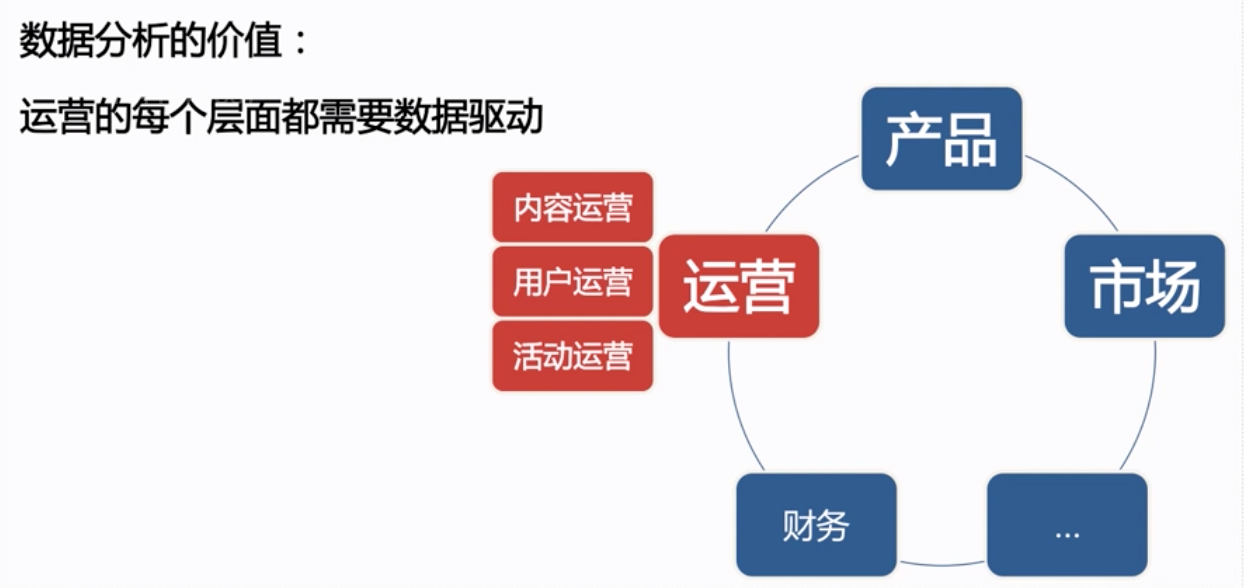 数据分析的价值：
运营的每个层面都需要数据驱动
产品
内容运营
用户运营
活动运营
运营
市场
财务
...